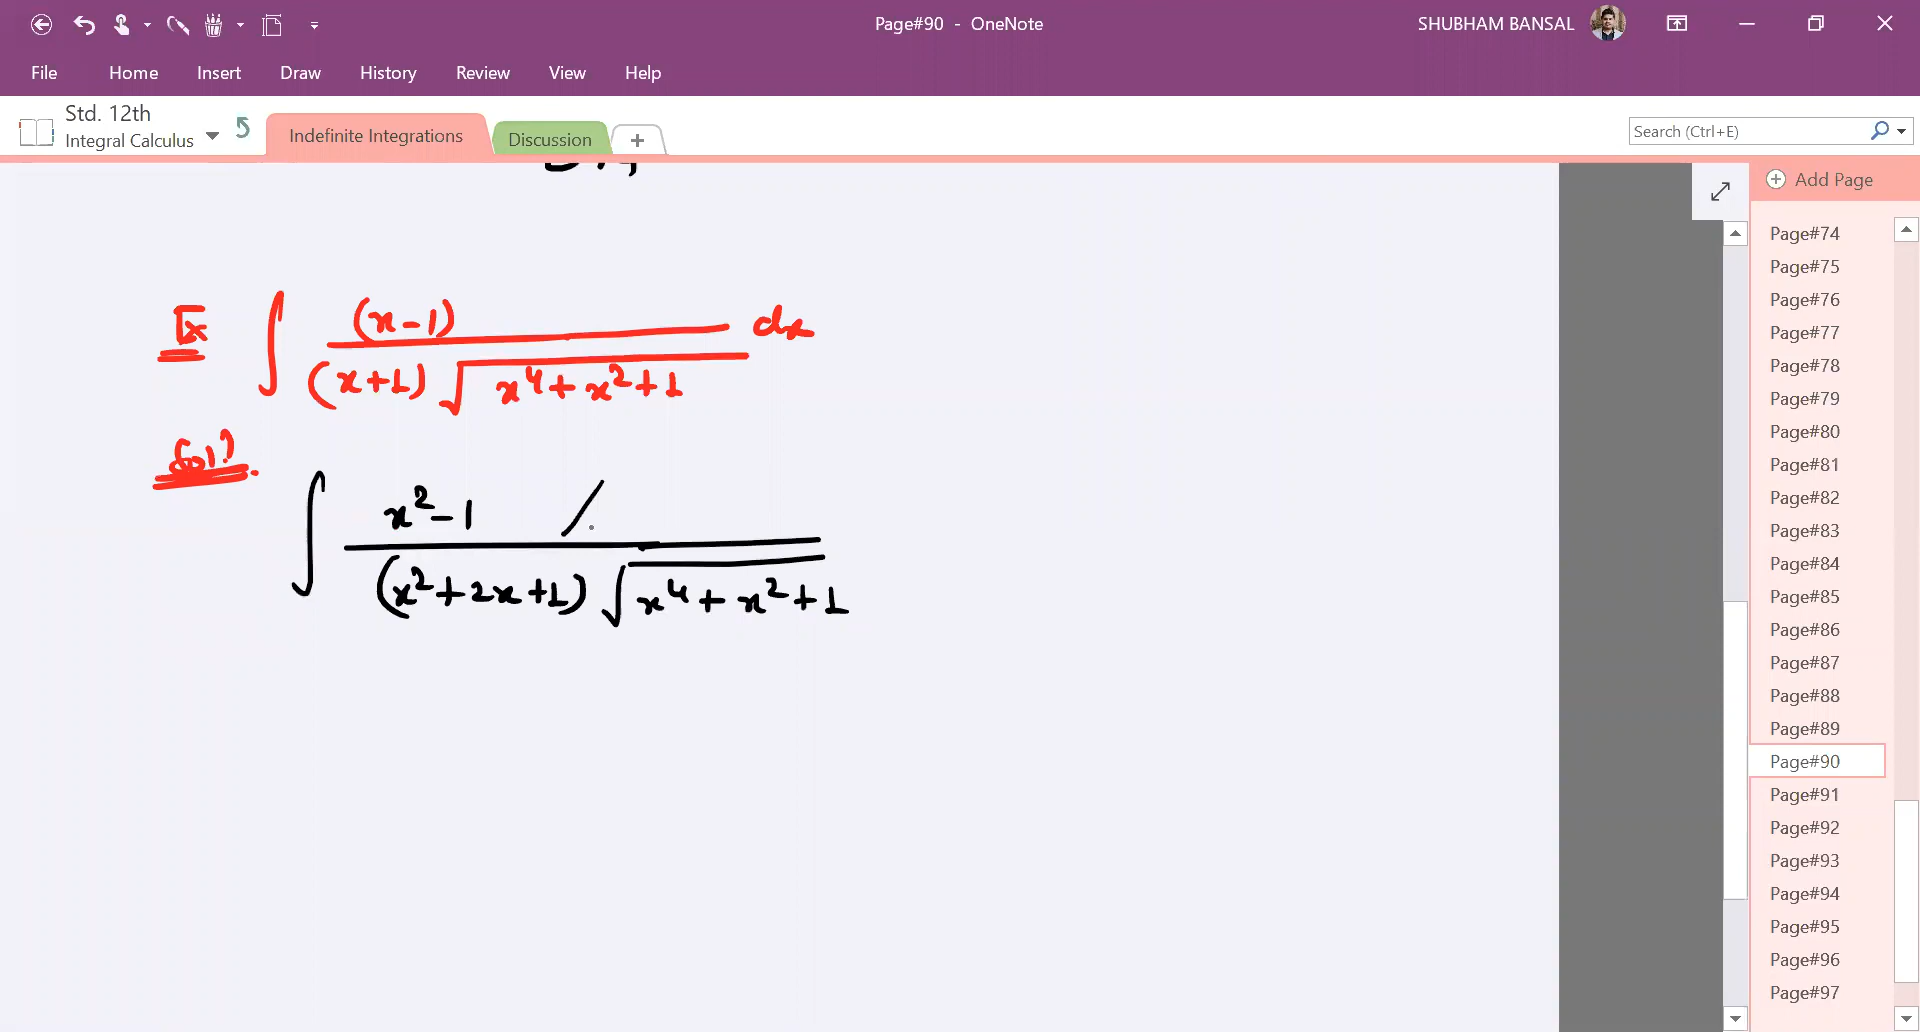 Page#90 - OneNote
SHUBHAM BANSAL
File Home Insert Draw History Review View Help
Std. 12th
Integral Calculus
Indefinite Integrations
Discussion
+
Search (Ctrl+E)
Add Page
Page#74
Page#75
Page#76
Page#77
Page#78
Page#79
Page#80
Page#81
Page#82
Page#83
Page#84
Page#85
Page#86
Page#87
Page#88
Page#89
Page#90
Page#91
Page#92
Page#93
Page#94
Page#95
Page#96
Page#97
Ex ∫ (x-1) / (x+1) √(x⁴+x²+1) dx
Solⁿ.
∫ x²-1 / (x²+2x+1) √(x⁴+x²+1)